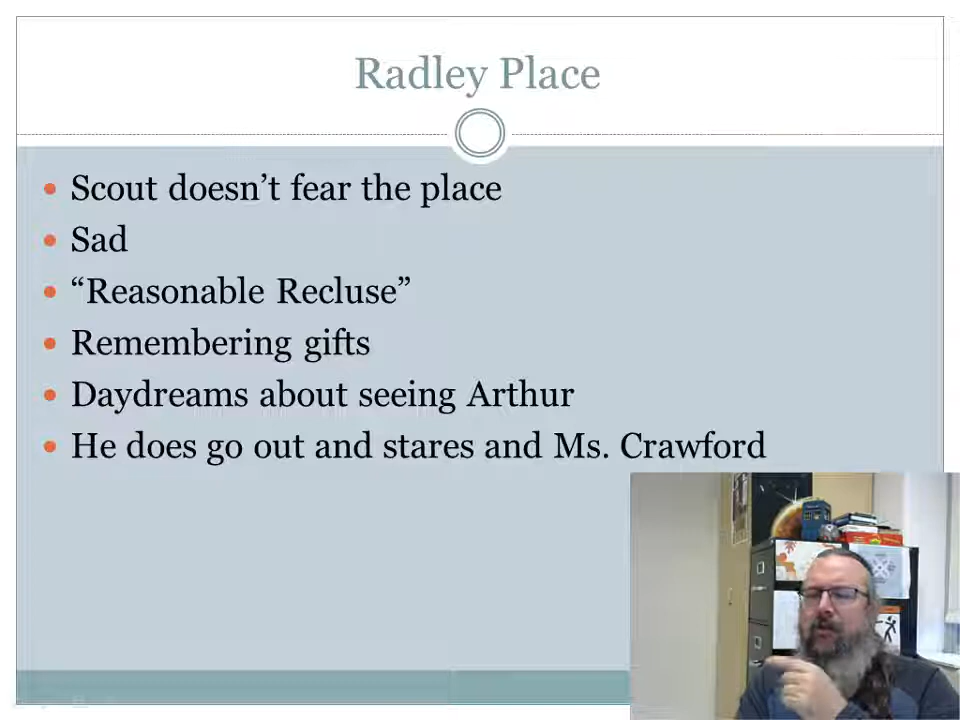 Radley Place
• Scout doesn’t fear the place
• Sad
• “Reasonable Recluse”
• Remembering gifts
• Daydreams about seeing Arthur
• He does go out and stares and Ms. Crawford